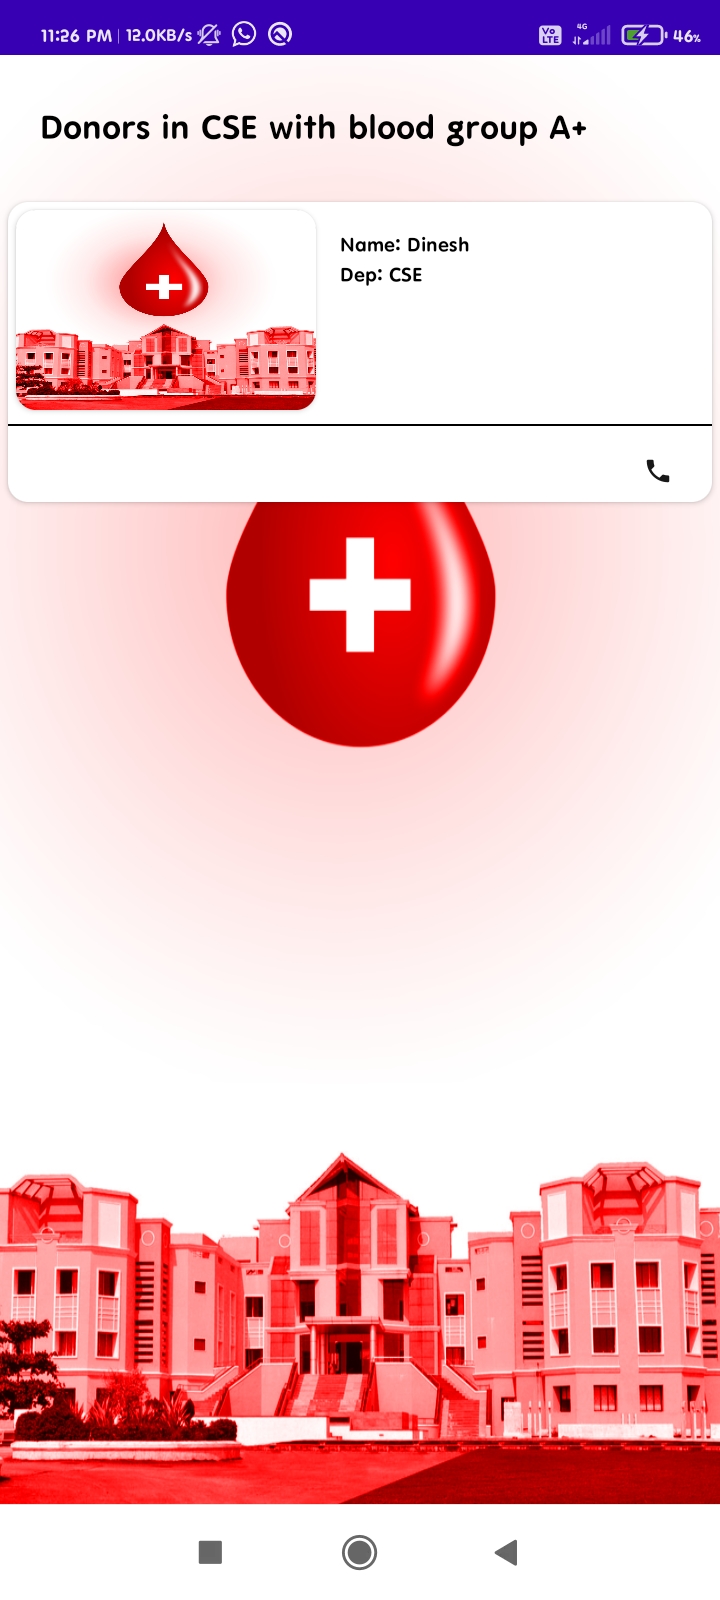 11:26 PM | 12.0KB/s
Vo LTE 4G 46%
Donors in CSE with blood group A+
Name: Dinesh
Dep: CSE